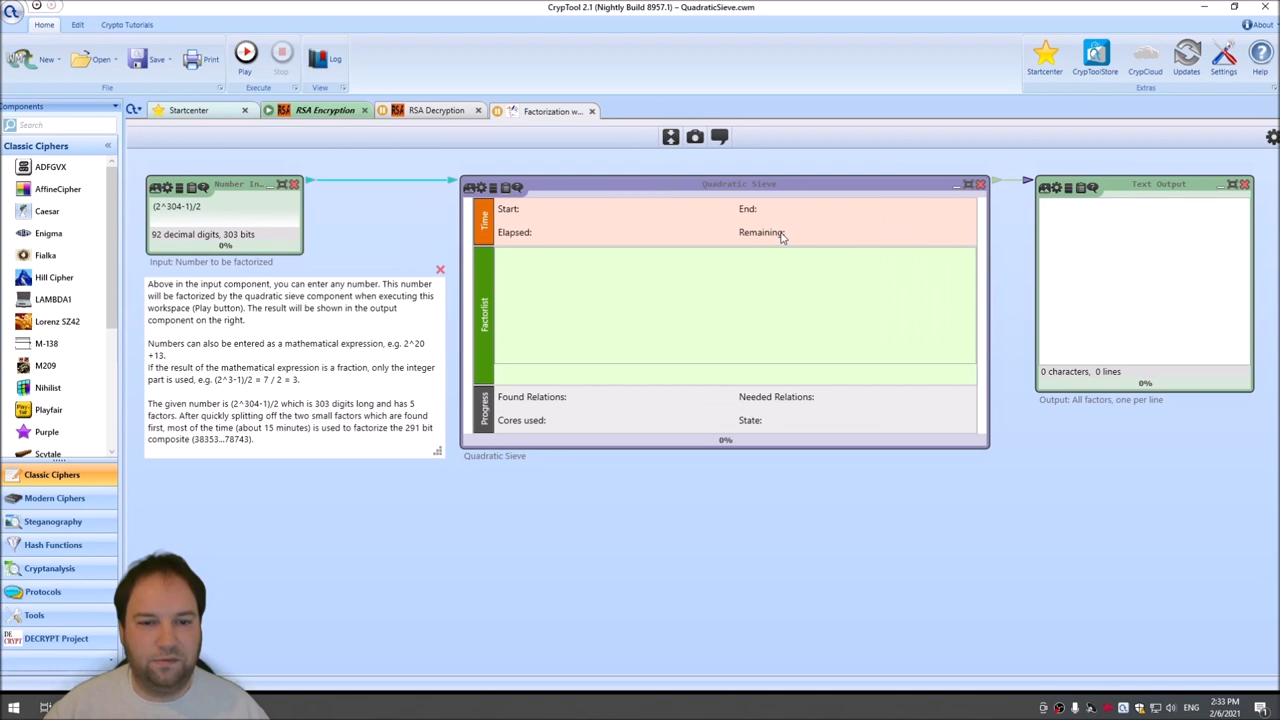 CrypTool 2.1 (Nightly Build 8957.1) – QuadraticSieve.cwm
Home Edit Crypto Tutorials About
New Open Save Print Play Stop Log Startcenter CrypToolStore CrypCloud Updates Settings Help
File Execute View Extras
Components Startcenter RSA Encryption RSA Decryption Factorization w...
Search
Classic Ciphers
ADFGVX
AffineCipher
Caesar
Enigma
Fialka
Hill Cipher
LAMBDA1
Lorenz SZ42
M-138
M209
Nihilist
Playfair
Purple
Scytale
Classic Ciphers
Modern Ciphers
Steganography
Hash Functions
Cryptanalysis
Protocols
Tools
DECRYPT Project
Number In...
(2^304-1)/2
92 decimal digits, 303 bits
0%
Input: Number to be factorized
Above in the input component, you can enter any number. This
number will be factorized by the quadratic sieve component when executing this
workspace (Play button). The result will be shown in the output
component on the right.
Numbers can also be entered as a mathematical expression, e.g. 2^20
+13.
If the result of the mathematical expression is a fraction, only the integer
part is used, e.g. (2^3-1)/2 = 7 / 2 = 3.
The given number is (2^304-1)/2 which is 303 digits long and has 5
factors. After quickly splitting off the two small factors which are found
first, most of the time (about 15 minutes) is used to factorize the 291 bit
composite (38353...78743).
Quadratic Sieve
Time
Start: End:
Elapsed: Remaining:
Factorlist
Progress
Found Relations: Needed Relations:
Cores used: State:
0%
Quadratic Sieve
Text Output
0 characters, 0 lines
0%
Output: All factors, one per line
ENG
2:33 PM
2/6/2021